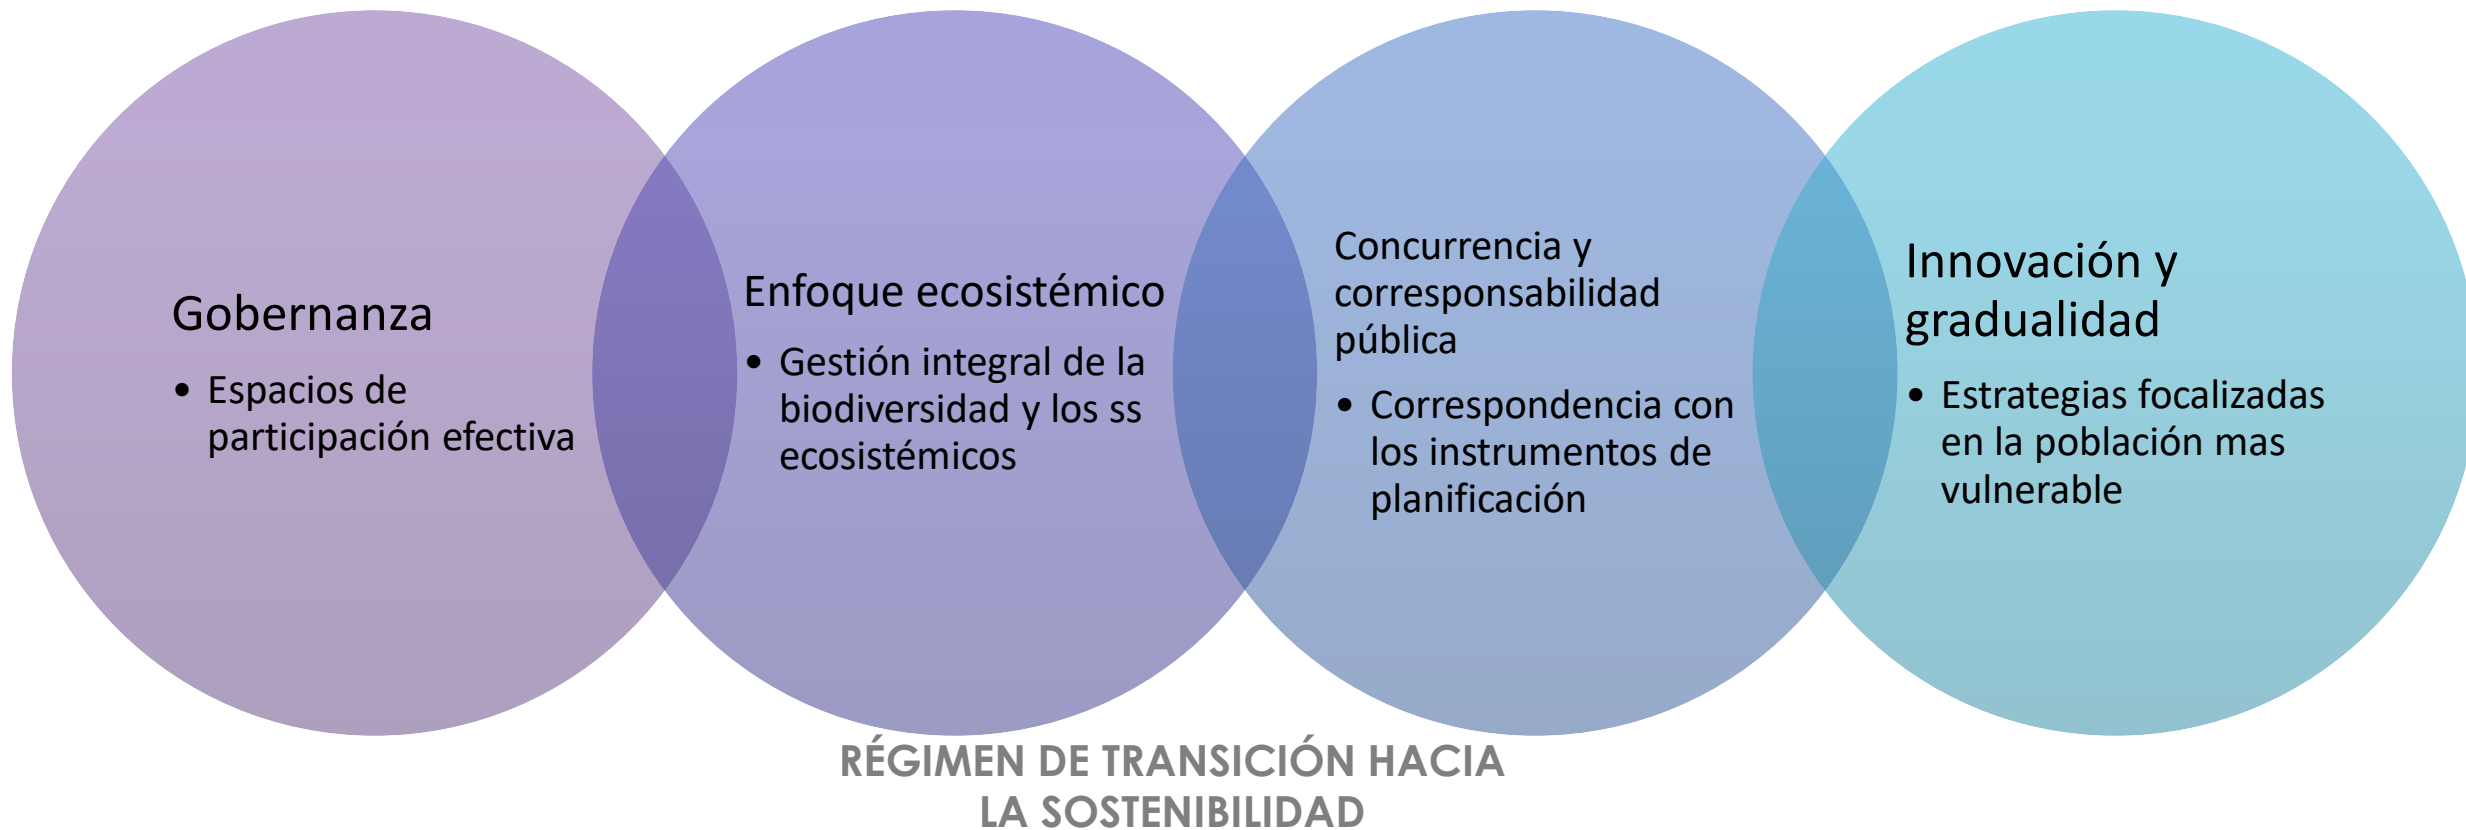 Gobernanza
• Espacios de
participación efectiva
Enfoque ecosistémico
• Gestión integral de la
biodiversidad y los ss
ecosistémicos
Concurrencia y
corresponsabilidad
pública
• Correspondencia con
los instrumentos de
planificación
Innovación y
gradualidad
• Estrategias focalizadas
en la población mas
vulnerable
RÉGIMEN DE TRANSICIÓN HACIA
LA SOSTENIBILIDAD